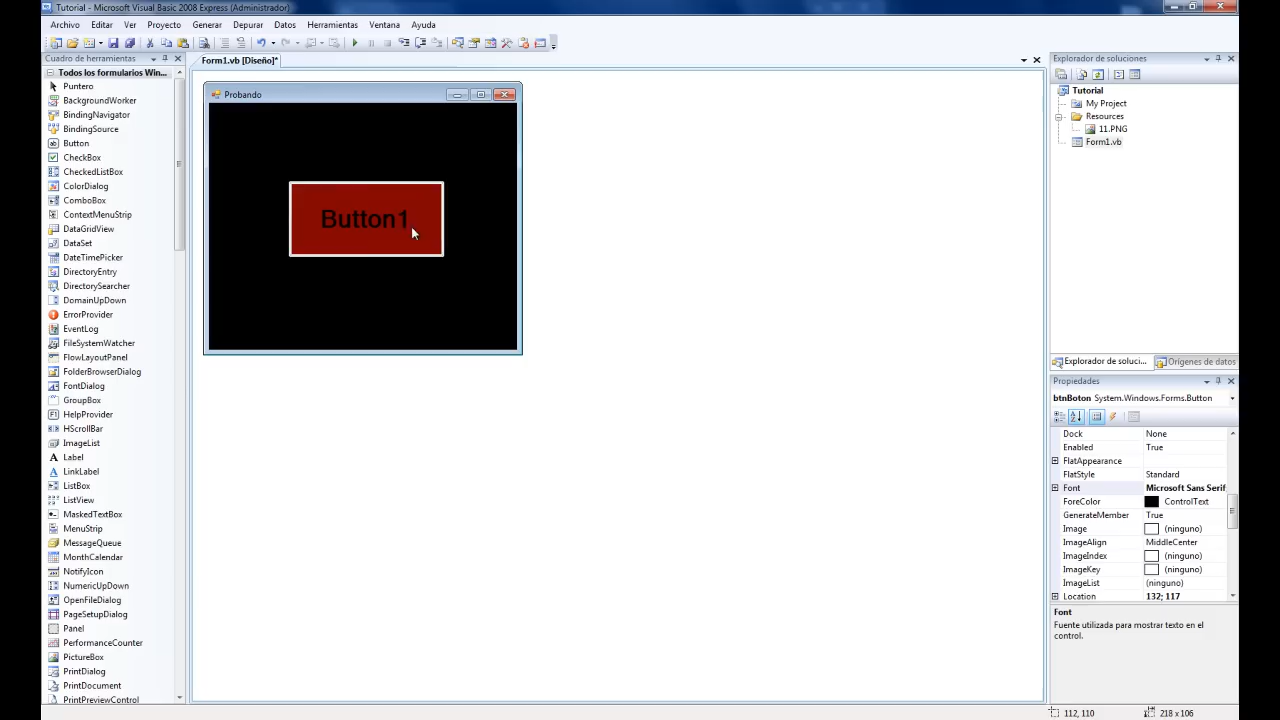 Tutorial - Microsoft Visual Basic 2008 Express (Administrador)
Archivo Editar Ver Proyecto Generar Depurar Datos Herramientas Ventana Ayuda
Cuadro de herramientas
Todos los formularios Win...
Puntero
BackgroundWorker
BindingNavigator
BindingSource
Button
CheckBox
CheckedListBox
ColorDialog
ComboBox
ContextMenuStrip
DataGridView
DataSet
DateTimePicker
DirectoryEntry
DirectorySearcher
DomainUpDown
ErrorProvider
EventLog
FileSystemWatcher
FlowLayoutPanel
FolderBrowserDialog
FontDialog
GroupBox
HelpProvider
HScrollBar
ImageList
Label
LinkLabel
ListBox
ListView
MaskedTextBox
MenuStrip
MessageQueue
MonthCalendar
NotifyIcon
NumericUpDown
OpenFileDialog
PageSetupDialog
Panel
PerformanceCounter
PictureBox
PrintDialog
PrintDocument
PrintPreviewControl
Form1.vb [Diseño]*
Probando
Button1
Explorador de soluciones
Tutorial
My Project
Resources
11.PNG
Form1.vb
Explorador de soluci... Orígenes de datos
Propiedades
btnBoton System.Windows.Forms.Button
Dock None
Enabled True
FlatAppearance
FlatStyle Standard
Font Microsoft Sans Serif
ForeColor ControlText
GenerateMember True
Image (ninguno)
ImageAlign MiddleCenter
ImageIndex (ninguno)
ImageKey (ninguno)
ImageList (ninguno)
Location 132; 117
Font
Fuente utilizada para mostrar texto en el
control.
112, 110 218 x 106